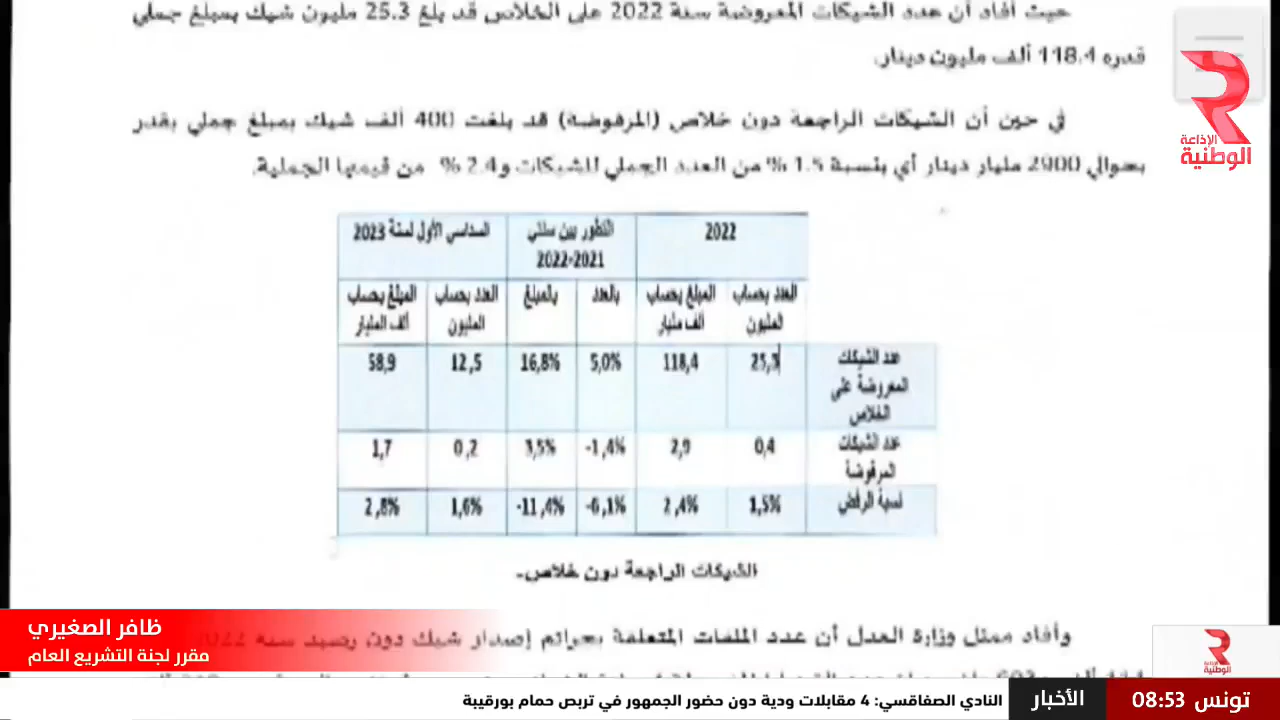 حيث أفاد أن عدد الشيكات المعروضة سنة 2022 على الخلاص قد بلغ 25.3 مليون شيك بمبلغ جملي
قدره 118.4 ألف مليون دينار.
في حين أن الشيكات الراجعة دون خلاص (المرفوضة) قد بلغت 400 ألف شيك بمبلغ جملي بقدر
بحوالي 2900 مليار دينار أي بنسبة 1.5 % من العدد الجملي للشيكات و2.4 % من قيمتها الجملية.
الإذاعة
الوطنية
2022
التطور بين سنتي
2022-2021
السداسي الأول لسنة 2023
العدد بحساب المليون
المبلغ بحساب ألف مليار
بالعدد
بالمبلغ
العدد بحساب المليون
المبلغ بحساب ألف المليار
عدد الشيكات المعروضة على الخلاص
25,3 118,4 5,0% 16,8% 12,5 58,9
عدد الشيكات المرفوضة
0,4 2,9 -1,4% 3,5% 0,2 1,7
نسبة الرفض
1,5% 2,4% -6,1% -11,4% 1,6% 2,8%
الشيكات الراجعة دون خلاص.
وأفاد ممثل وزارة العدل أن عدد الملفات المتعلقة بجرائم إصدار شيك دون رصيد سنة
ظافر الصغيري
مقرر لجنة التشريع العام
الإذاعة
الوطنية
تونس 08:53
الأخبار
النادي الصفاقسي: 4 مقابلات ودية دون حضور الجمهور في تربص حمام بورقيبة